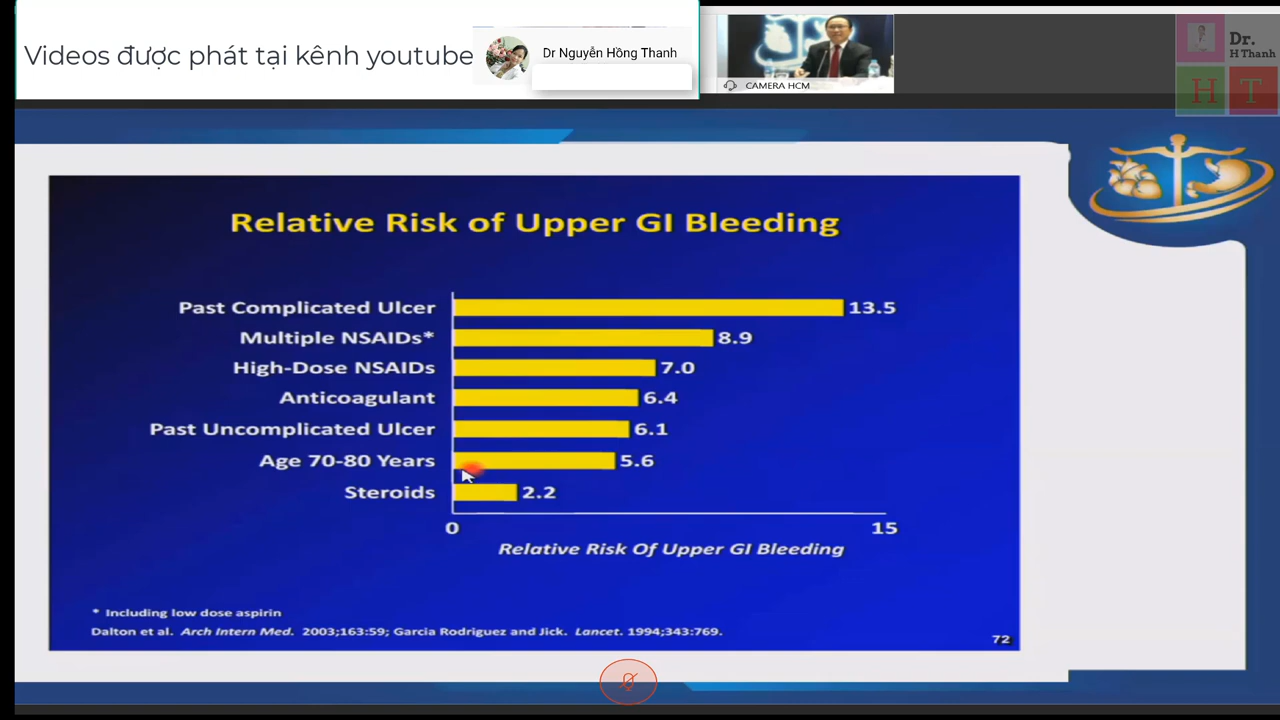 Videos được phát tại kênh youtube
Dr Nguyễn Hồng Thanh
CAMERA HCM
Dr.
H Thanh
H T
Relative Risk of Upper GI Bleeding
Past Complicated Ulcer 13.5
Multiple NSAIDs* 8.9
High-Dose NSAIDs 7.0
Anticoagulant 6.4
Past Uncomplicated Ulcer 6.1
Age 70-80 Years 5.6
Steroids 2.2
0 15
Relative Risk Of Upper GI Bleeding
* Including low dose aspirin
Dalton et al. Arch Intern Med. 2003;163:59; Garcia Rodriguez and Jick. Lancet. 1994;343:769.
72